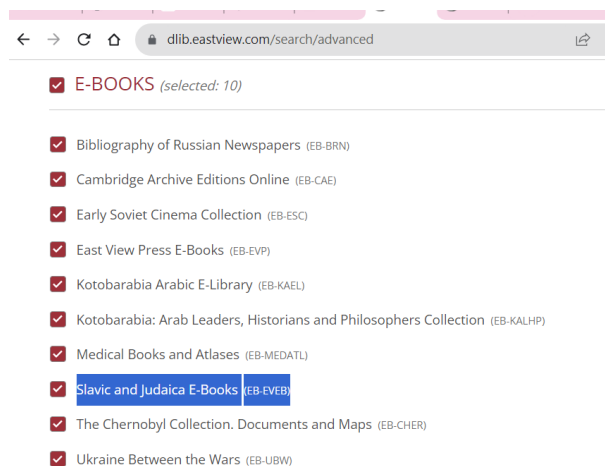 dlib.eastview.com/search/advanced
E-BOOKS (selected: 10)
Bibliography of Russian Newspapers (EB-BRN)
Cambridge Archive Editions Online (EB-CAE)
Early Soviet Cinema Collection (EB-ESC)
East View Press E-Books (EB-EVP)
Kotobarabia Arabic E-Library (EB-KAEL)
Kotobarabia: Arab Leaders, Historians and Philosophers Collection (EB-KALHP)
Medical Books and Atlases (EB-MEDATL)
Slavic and Judaica E-Books (EB-EVEB)
The Chernobyl Collection. Documents and Maps (EB-CHER)
Ukraine Between the Wars (EB-UBW)